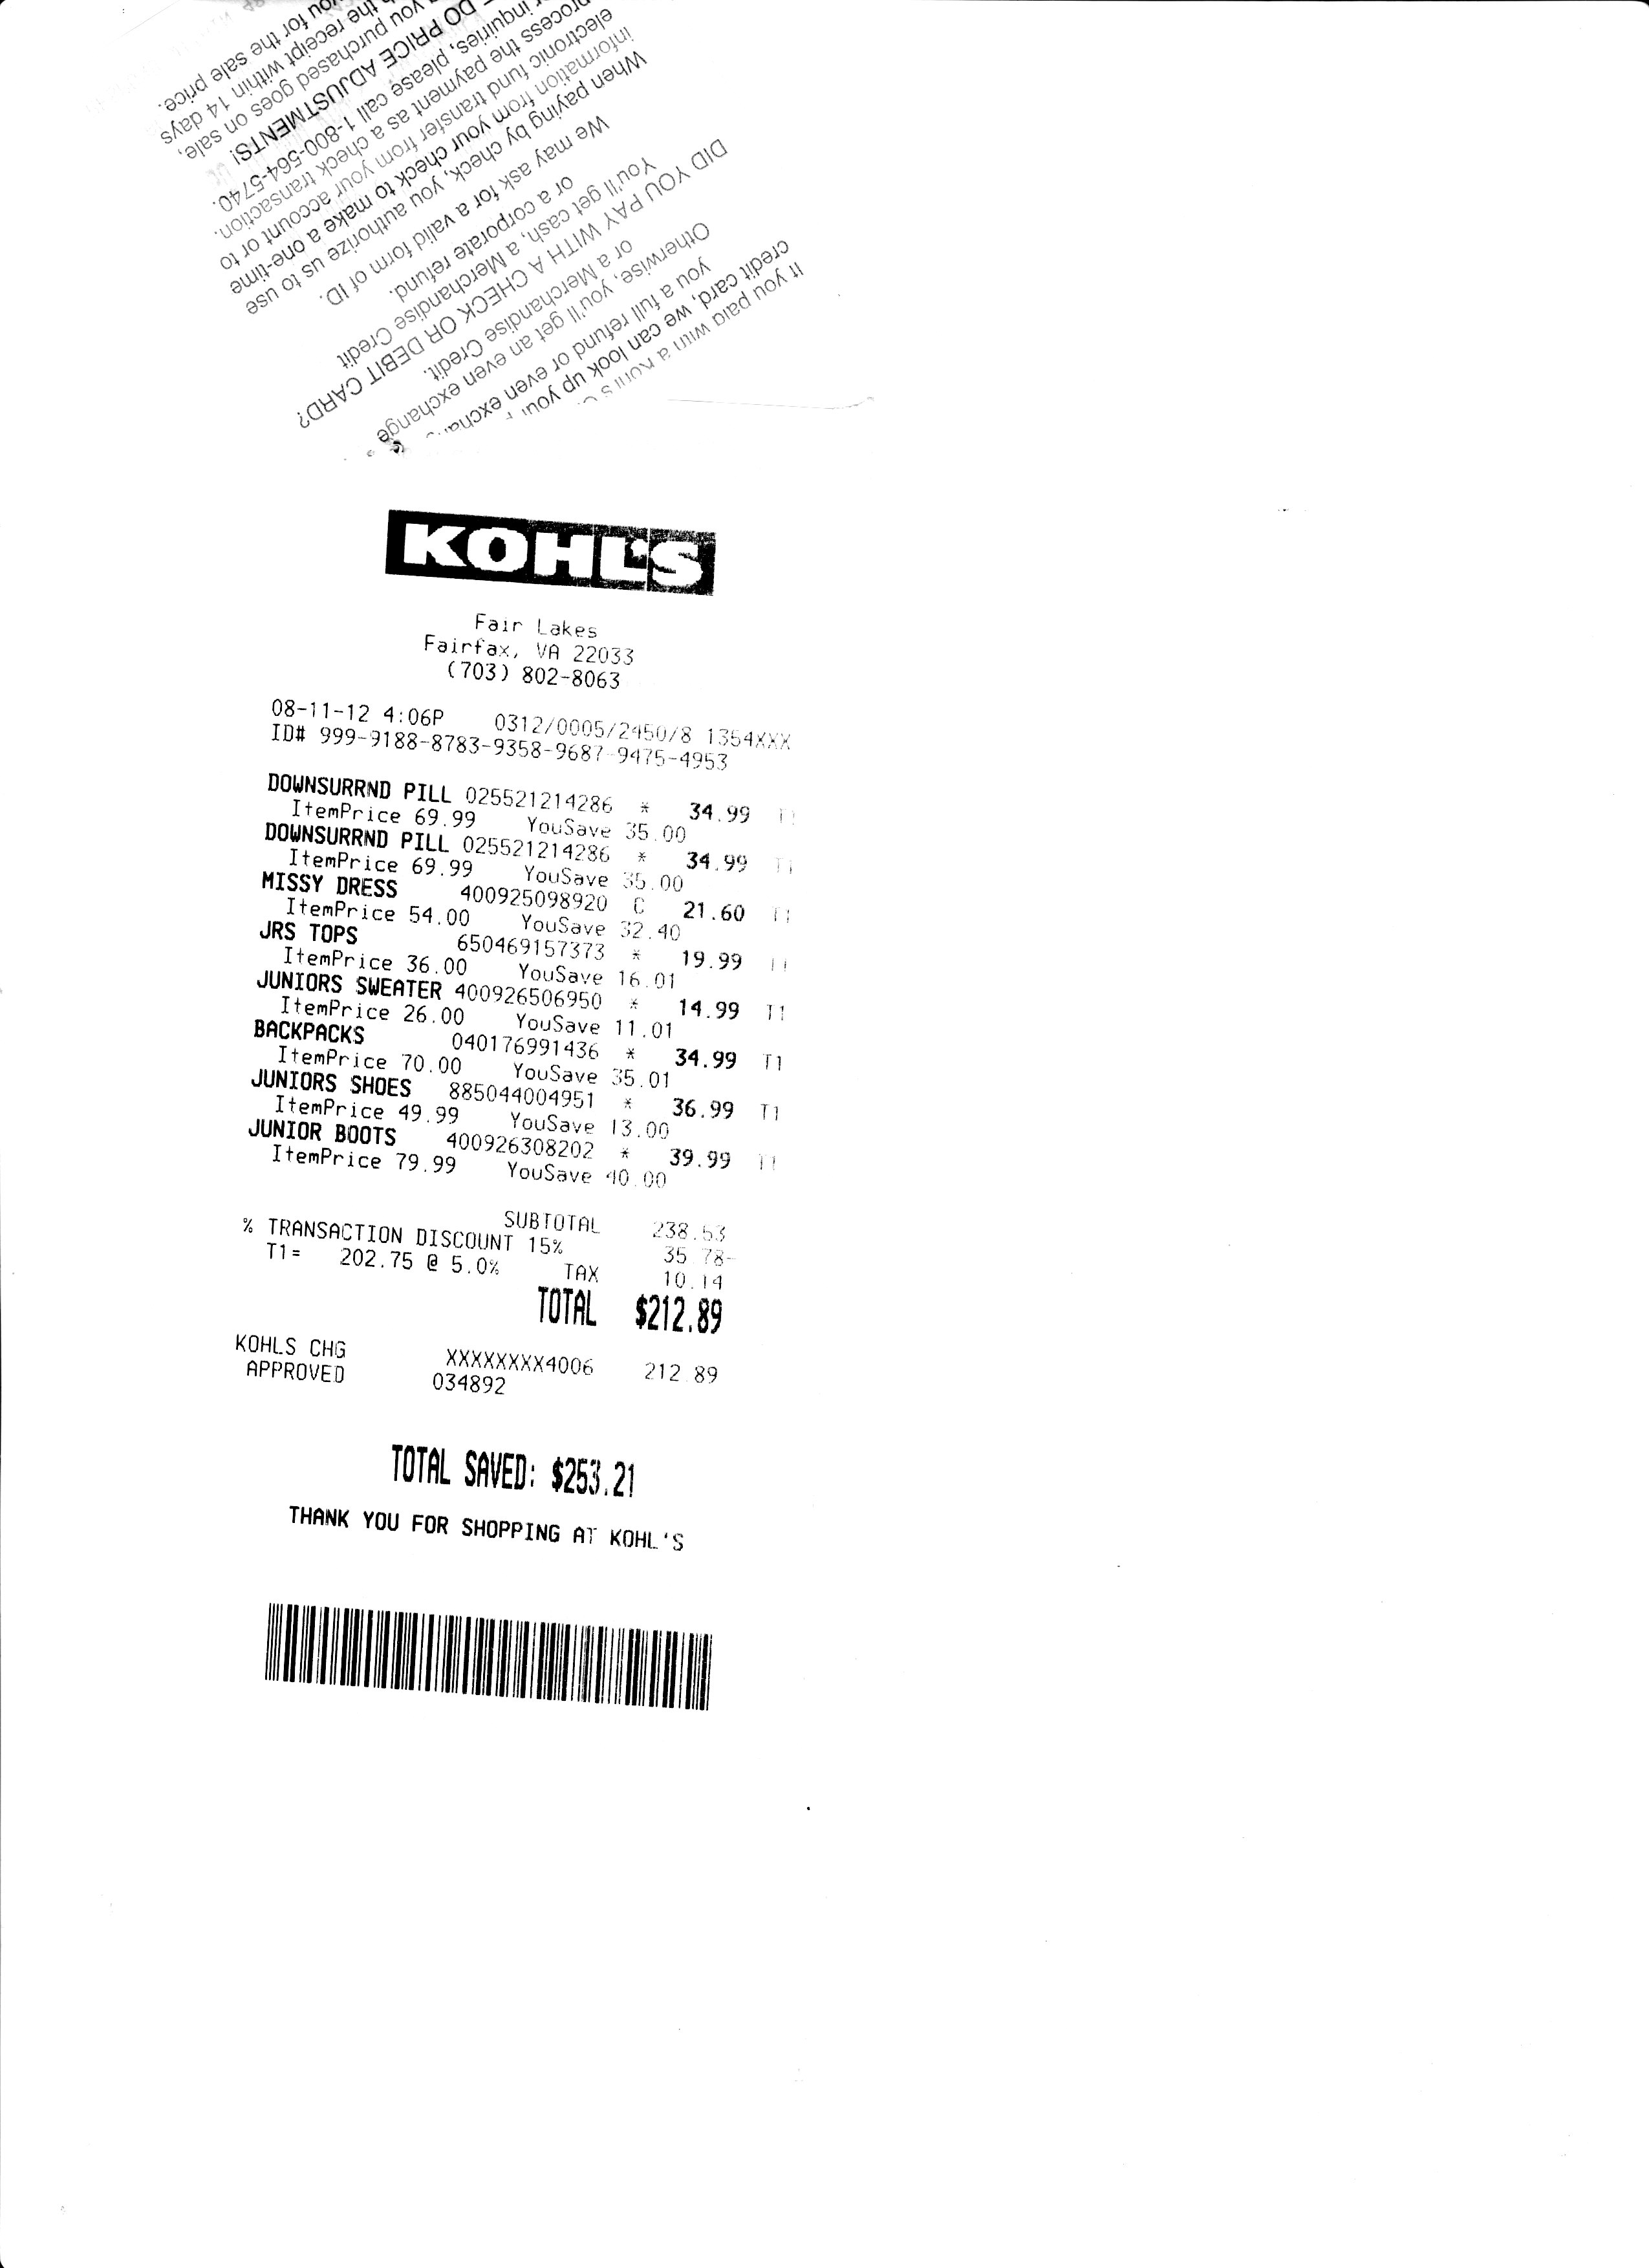 you for the sale price.
the receipt within 14 days
you purchased goes on sale,
DO PRICE ADJUSTMENTS!
inquiries, please call 1-800-564-5740.
process the payment as a check transaction.
electronic fund transfer from your account or to
information from your check to make a one-time
When paying by check, you authorize us to use
We may ask for a valid form of ID.
or a corporate refund.
You'll get cash, a Merchandise Credit
DID YOU PAY WITH A CHECK OR DEBIT CARD?
or a Merchandise Credit.
Otherwise, you'll get an even exchange
you a full refund or even
credit card, we can look up your
If you paid with a Kohl's
KOHL'S
Fair Lakes
Fairfax, VA 22033
(703) 802-8063
08-11-12 4:06P 0312/0005/2450/8 1354XXX
ID# 999-9188-8783-9358-9687-9475-4953
DOWNSURRND PILL 025521214286 * 34.99 T1
ItemPrice 69.99 YouSave 35.00
DOWNSURRND PILL 025521214286 * 34.99 T1
ItemPrice 69.99 YouSave 35.00
MISSY DRESS 400925098920 C 21.60 T1
ItemPrice 54.00 YouSave 32.40
JRS TOPS 650469157373 * 19.99 T1
ItemPrice 36.00 YouSave 16.01
JUNIORS SWEATER 400926506950 * 14.99 T1
ItemPrice 26.00 YouSave 11.01
BACKPACKS 040176991436 * 34.99 T1
ItemPrice 70.00 YouSave 35.01
JUNIORS SHOES 885044004951 * 36.99 T1
ItemPrice 49.99 YouSave 13.00
JUNIOR BOOTS 400926308202 * 39.99 T1
ItemPrice 79.99 YouSave 40.00
SUBTOTAL 238.53
% TRANSACTION DISCOUNT 15% 35.78-
T1= 202.75 @ 5.0% TAX 10.14
TOTAL $212.89
KOHLS CHG XXXXXXXX4006 212.89
APPROVED 034892
TOTAL SAVED: $253.21
THANK YOU FOR SHOPPING AT KOHL'S